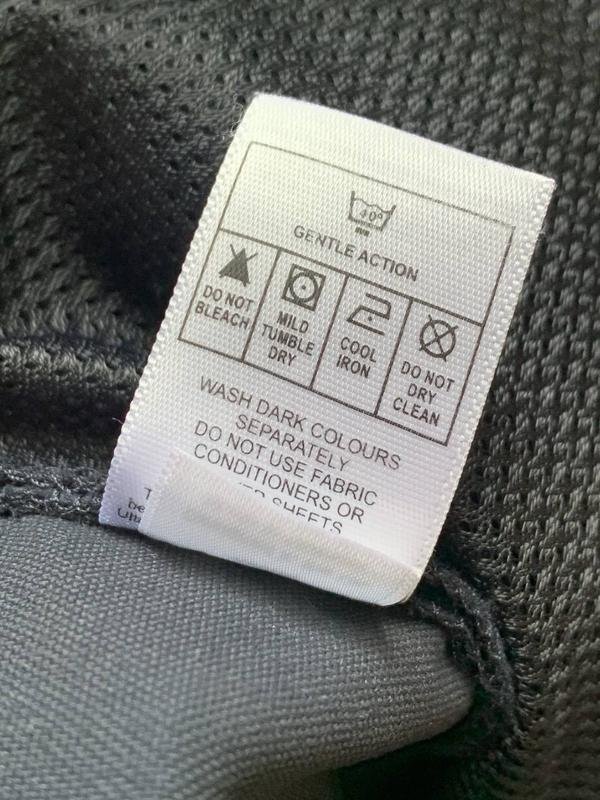 40°
GENTLE ACTION
DO NOT
BLEACH
MILD
TUMBLE
DRY
COOL
IRON
DO NOT
DRY
CLEAN
WASH DARK COLOURS
SEPARATELY
DO NOT USE FABRIC
CONDITIONERS OR
SHEETS